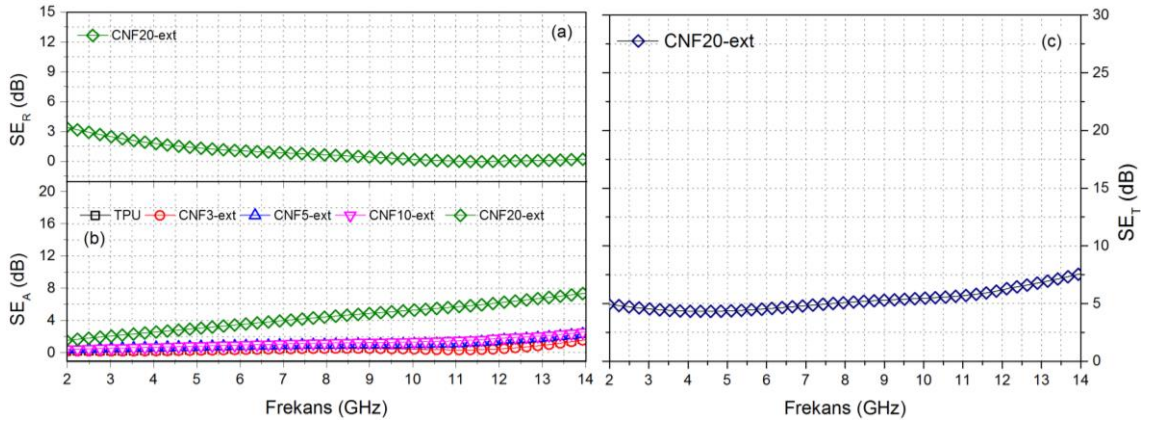 CNF20-ext
(a)
SE_R (dB)
15
12
9
6
3
0
TPU CNF3-ext CNF5-ext CNF10-ext CNF20-ext
(b)
SE_A (dB)
20
16
12
8
4
0
2 3 4 5 6 7 8 9 10 11 12 13 14
Frekans (GHz)
CNF20-ext
(c)
30
25
20
15
10
5
0
SE_T (dB)
2 3 4 5 6 7 8 9 10 11 12 13 14
Frekans (GHz)